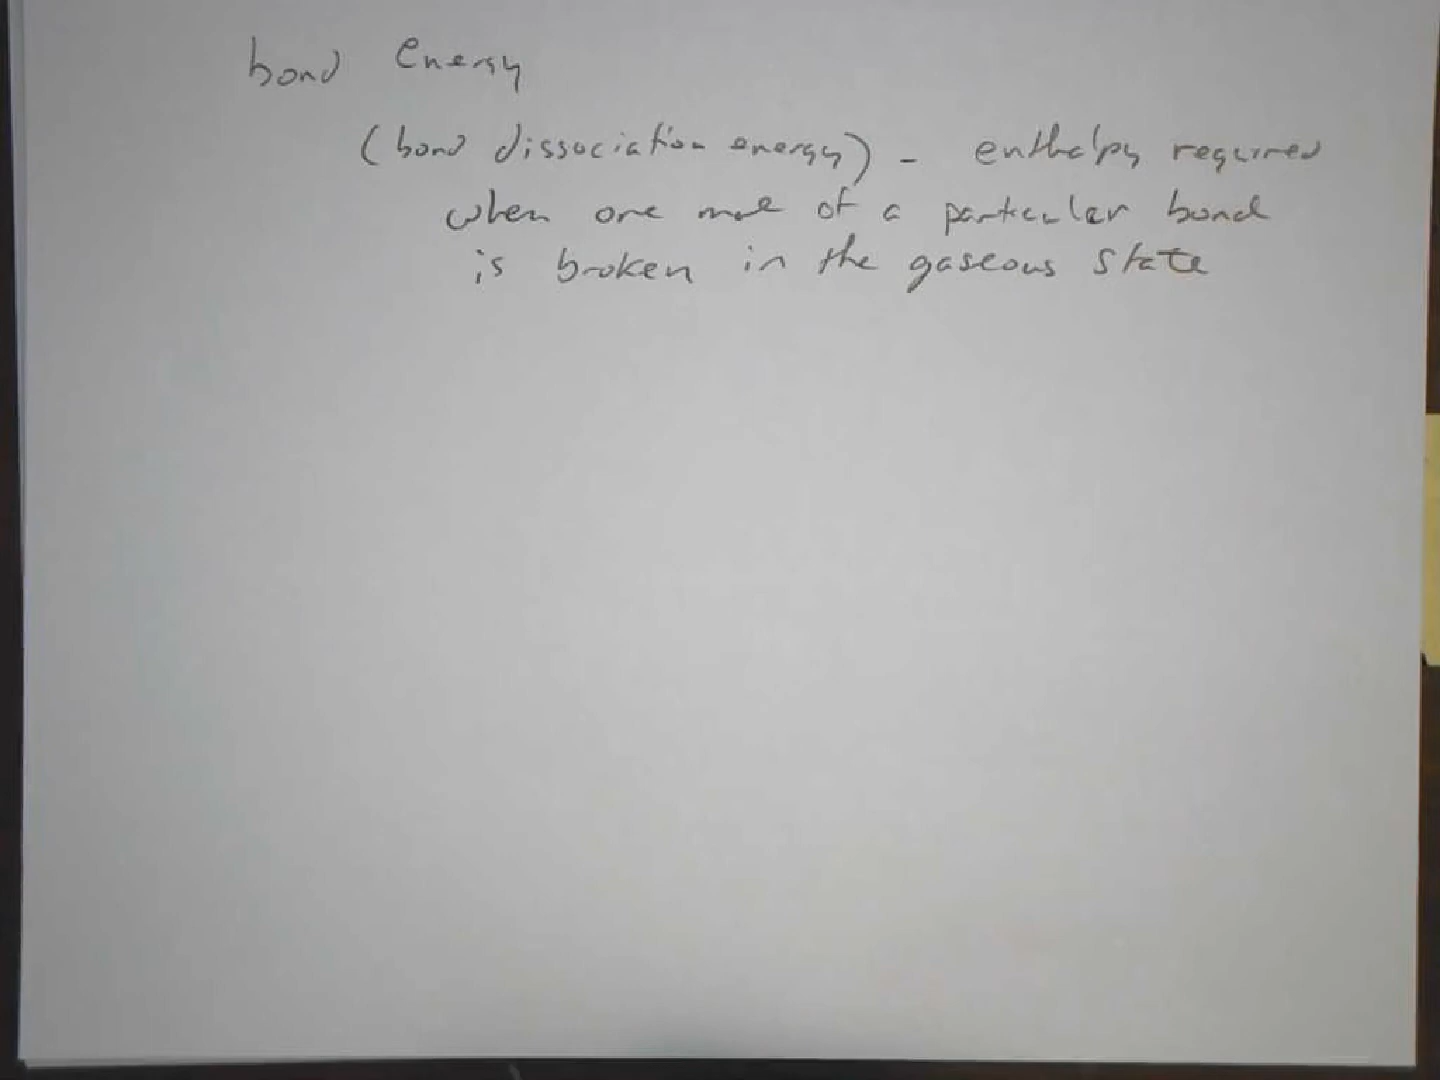 bond energy
(bond dissociation energy) - enthalpy required
when one mole of a particular bond
is broken in the gaseous state